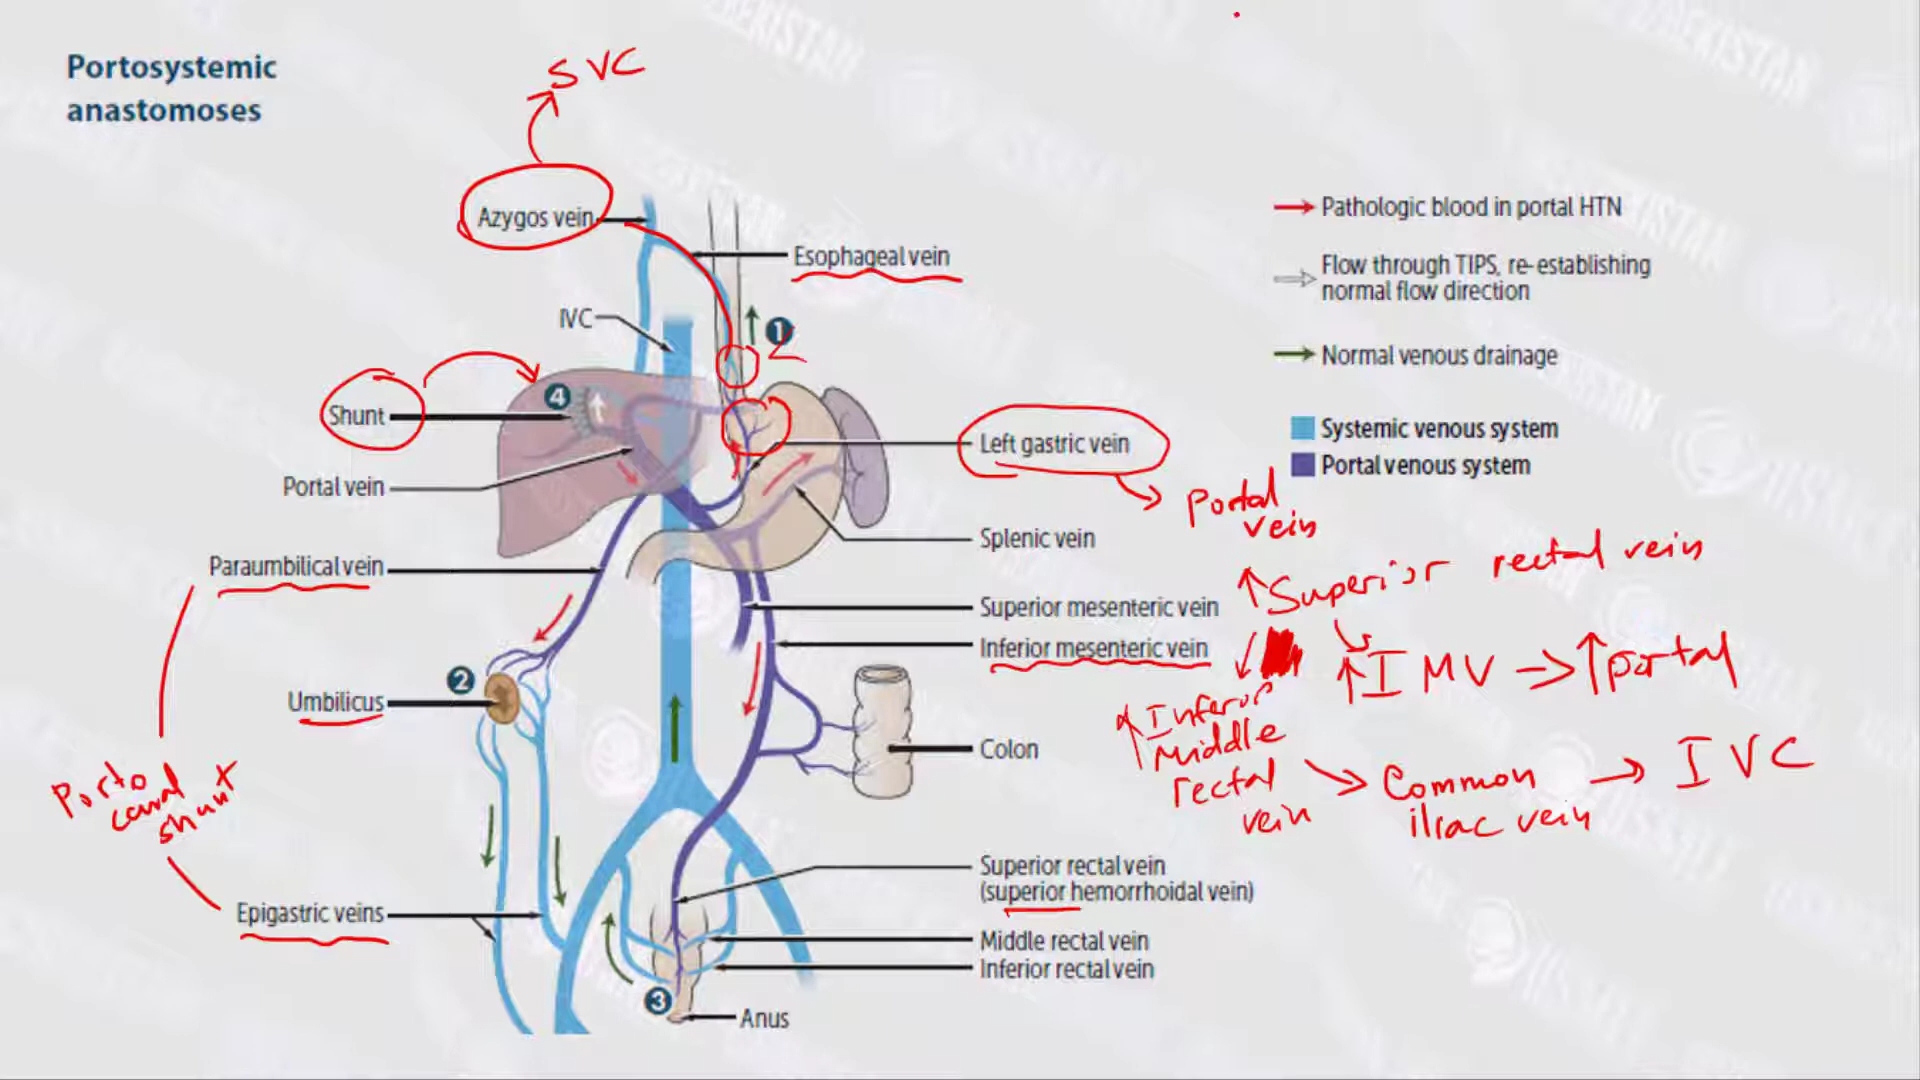 Portosystemic
anastomoses
SVC
Azygos vein
Esophageal vein
IVC
1
4
Shunt
Portal vein
Left gastric vein
Portal
vein
Splenic vein
Paraumbilical vein
Superior mesenteric vein
Inferior mesenteric vein
2
Umbilicus
Colon
Porto
caval
shunt
Epigastric veins
Superior rectal vein
(superior hemorrhoidal vein)
Middle rectal vein
Inferior rectal vein
3
Anus
→ Pathologic blood in portal HTN
Flow through TIPS, re-establishing
normal flow direction
→ Normal venous drainage
Systemic venous system
Portal venous system
↑ Superior rectal vein
↑ IMV → ↑ portal
↑ Inferior
Middle
rectal
vein
→ Common
iliac vein
→ IVC